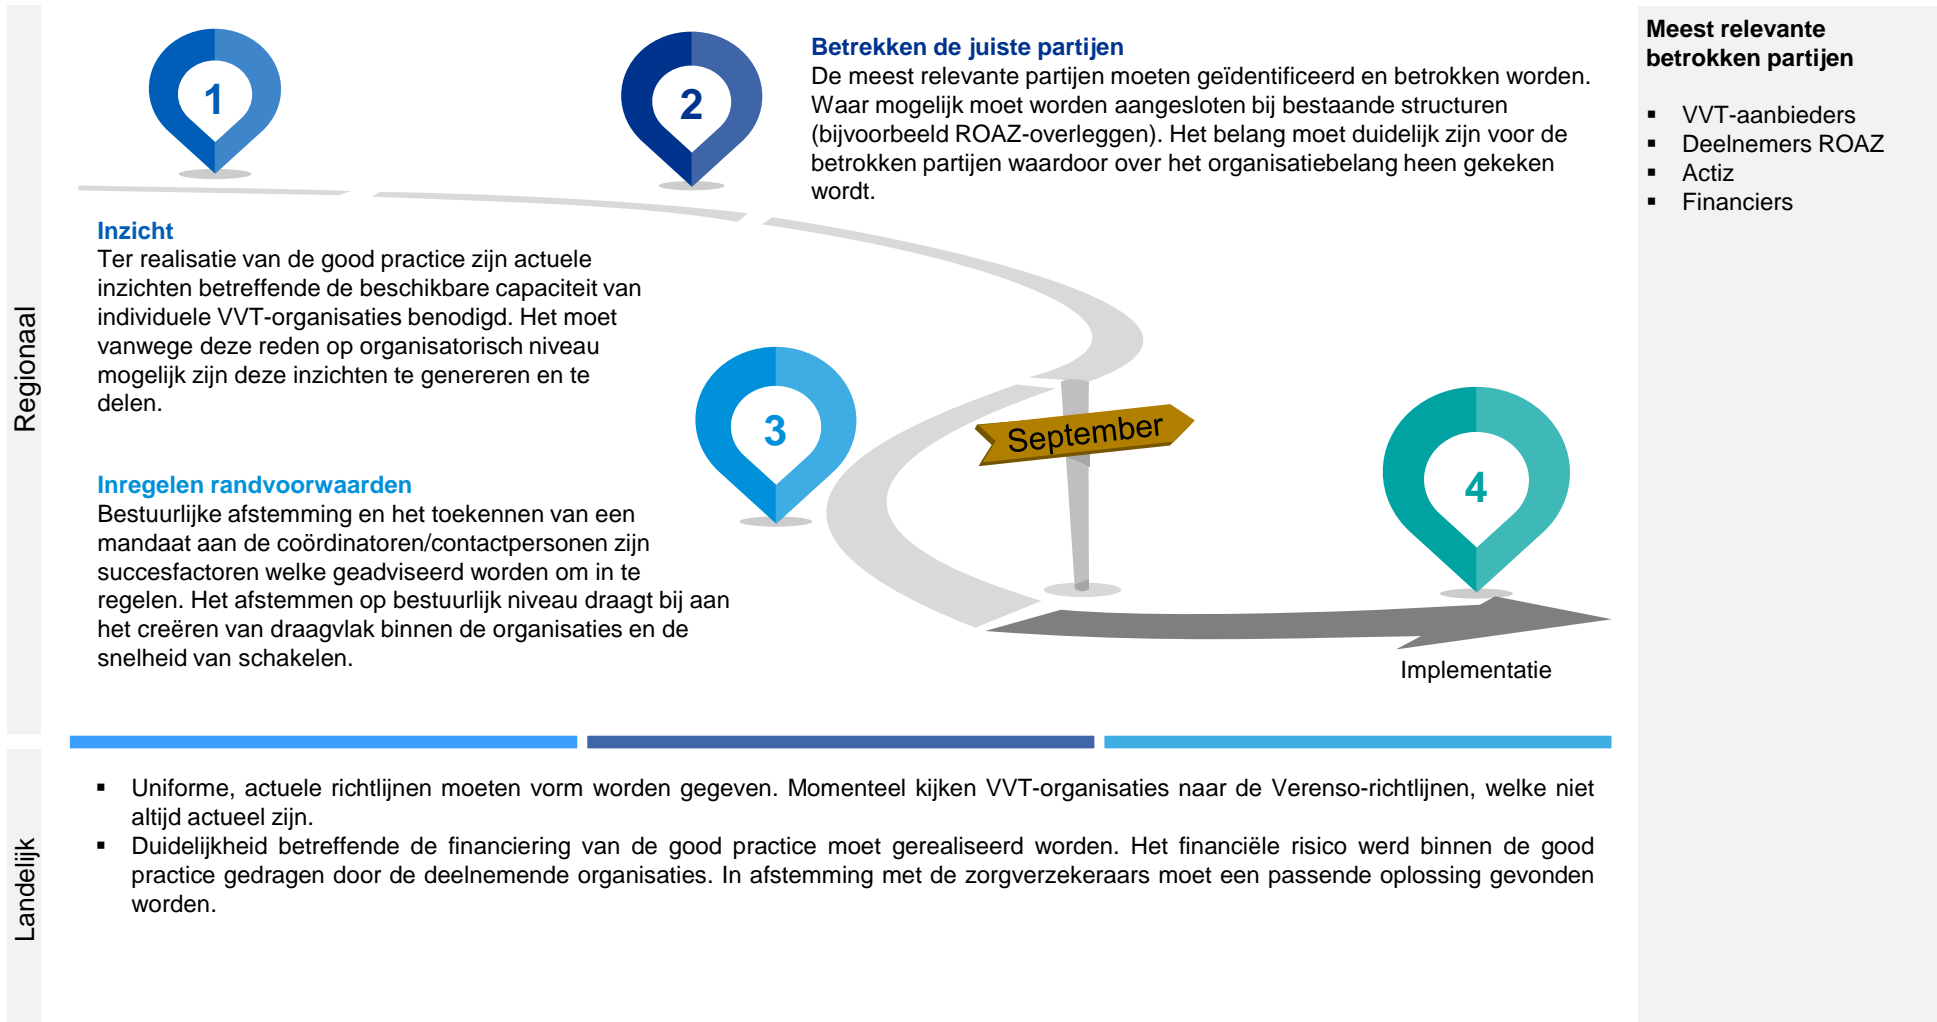 Regionaal
1
2
Betrekken de juiste partijen
De meest relevante partijen moeten geïdentificeerd en betrokken worden.
Waar mogelijk moet worden aangesloten bij bestaande structuren
(bijvoorbeeld ROAZ-overleggen). Het belang moet duidelijk zijn voor de
betrokken partijen waardoor over het organisatiebelang heen gekeken
wordt.
Inzicht
Ter realisatie van de good practice zijn actuele
inzichten betreffende de beschikbare capaciteit van
individuele VVT-organisaties benodigd. Het moet
vanwege deze reden op organisatorisch niveau
mogelijk zijn deze inzichten te genereren en te
delen.
3
Inregelen randvoorwaarden
Bestuurlijke afstemming en het toekennen van een
mandaat aan de coördinatoren/contactpersonen zijn
succesfactoren welke geadviseerd worden om in te
regelen. Het afstemmen op bestuurlijk niveau draagt bij aan
het creëren van draagvlak binnen de organisaties en de
snelheid van schakelen.
September
4
Implementatie
Meest relevante
betrokken partijen
▪ VVT-aanbieders
▪ Deelnemers ROAZ
▪ Actiz
▪ Financiers
Landelijk
▪ Uniforme, actuele richtlijnen moeten vorm worden gegeven. Momenteel kijken VVT-organisaties naar de Verenso-richtlijnen, welke niet
altijd actueel zijn.
▪ Duidelijkheid betreffende de financiering van de good practice moet gerealiseerd worden. Het financiële risico werd binnen de good
practice gedragen door de deelnemende organisaties. In afstemming met de zorgverzekeraars moet een passende oplossing gevonden
worden.